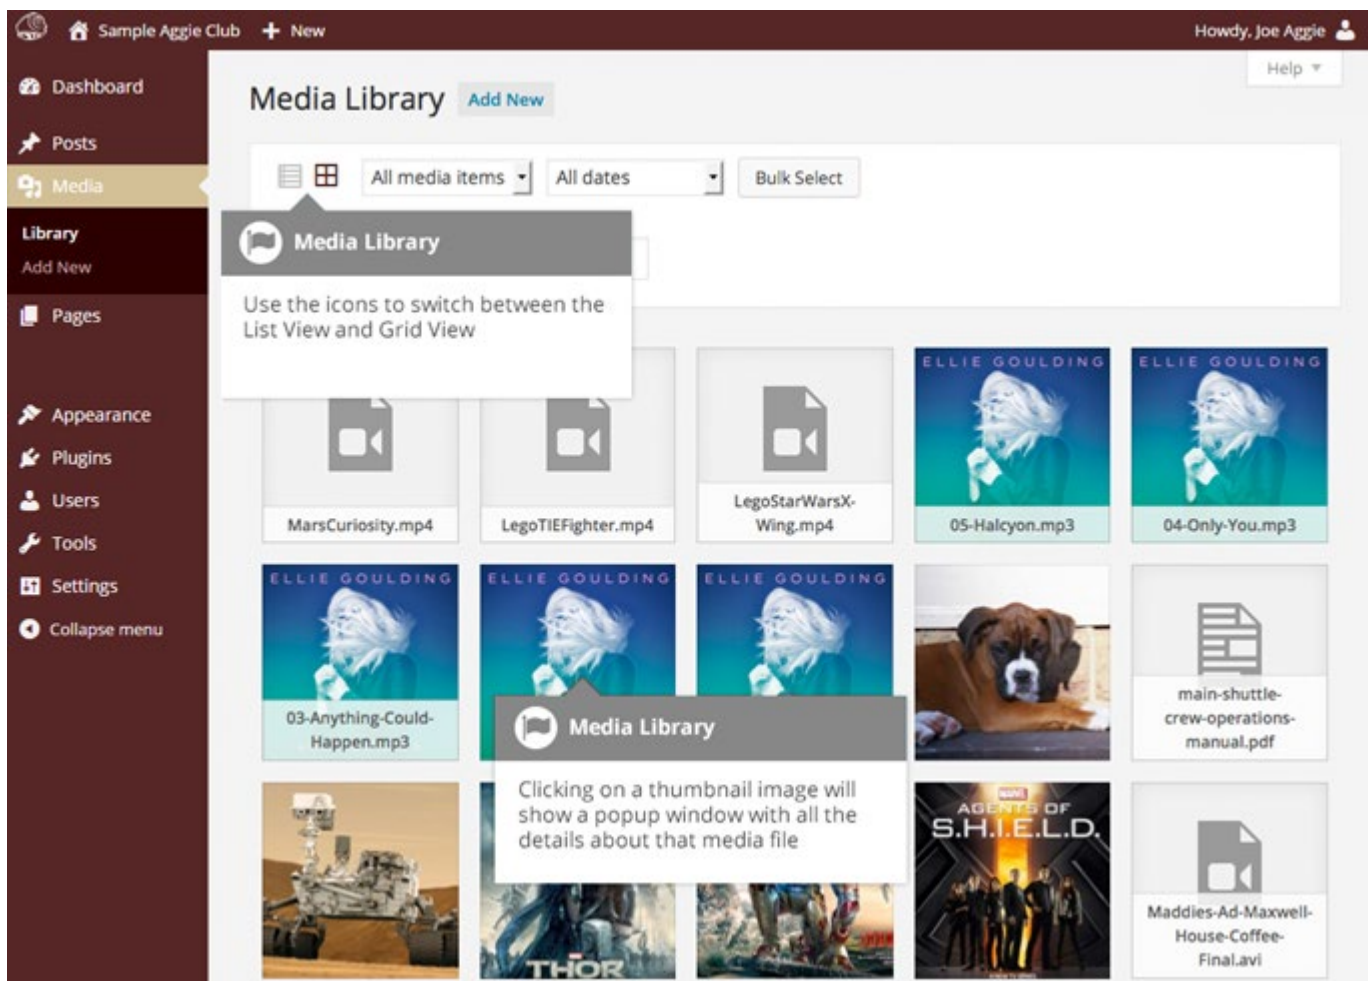 Sample Aggie Club
New
Howdy, Joe Aggie
Help
Dashboard
Posts
Media
Library
Add New
Pages
Appearance
Plugins
Users
Tools
Settings
Collapse menu
Media Library
Add New
All media items
All dates
Bulk Select
Media Library
Use the icons to switch between the
List View and Grid View
MarsCuriosity.mp4
LegoTIEFighter.mp4
LegoStarWarsX-
Wing.mp4
ELLIE GOULDING
05-Halcyon.mp3
ELLIE GOULDING
04-Only-You.mp3
ELLIE GOULDING
03-Anything-Could-
Happen.mp3
ELLIE GOULDING
ELLIE GOULDING
main-shuttle-
crew-operations-
manual.pdf
Media Library
Clicking on a thumbnail image will
show a popup window with all the
details about that media file
THOR
MARVEL
AGENTS OF
S.H.I.E.L.D.
Maddies-Ad-Maxwell-
House-Coffee-
Final.avi